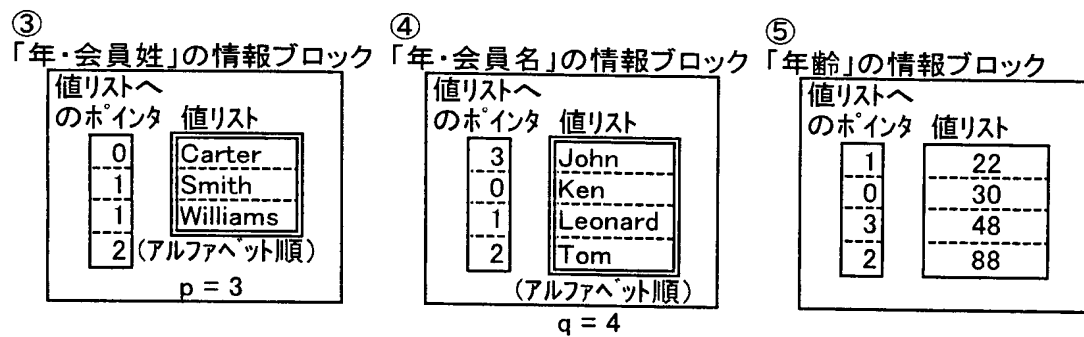 ③
「年・会員姓」の情報ブロック
値リストへ
のポインタ 値リスト
0 Carter
1 Smith
1 Williams
2 (アルファベット順)
p = 3
④
「年・会員名」の情報ブロック
値リストへ
のポインタ 値リスト
3 John
0 Ken
1 Leonard
2 Tom
(アルファベット順)
q = 4
⑤
「年齢」の情報ブロック
値リストへ
のポインタ 値リスト
1 22
0 30
3 48
2 88